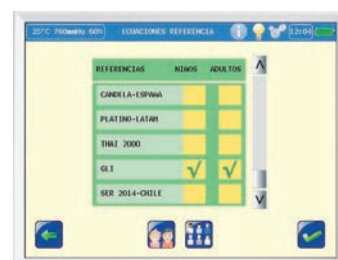 25°C 760mmHg 60% ECUACIONES REFERENCIA 12:04
REFERENCIAS NIÑOS ADULTOS
CANDELA-ESPAÑA
PLATINO-LATAM
THAI 2000
GLI √ √
SER 2014-CHILE